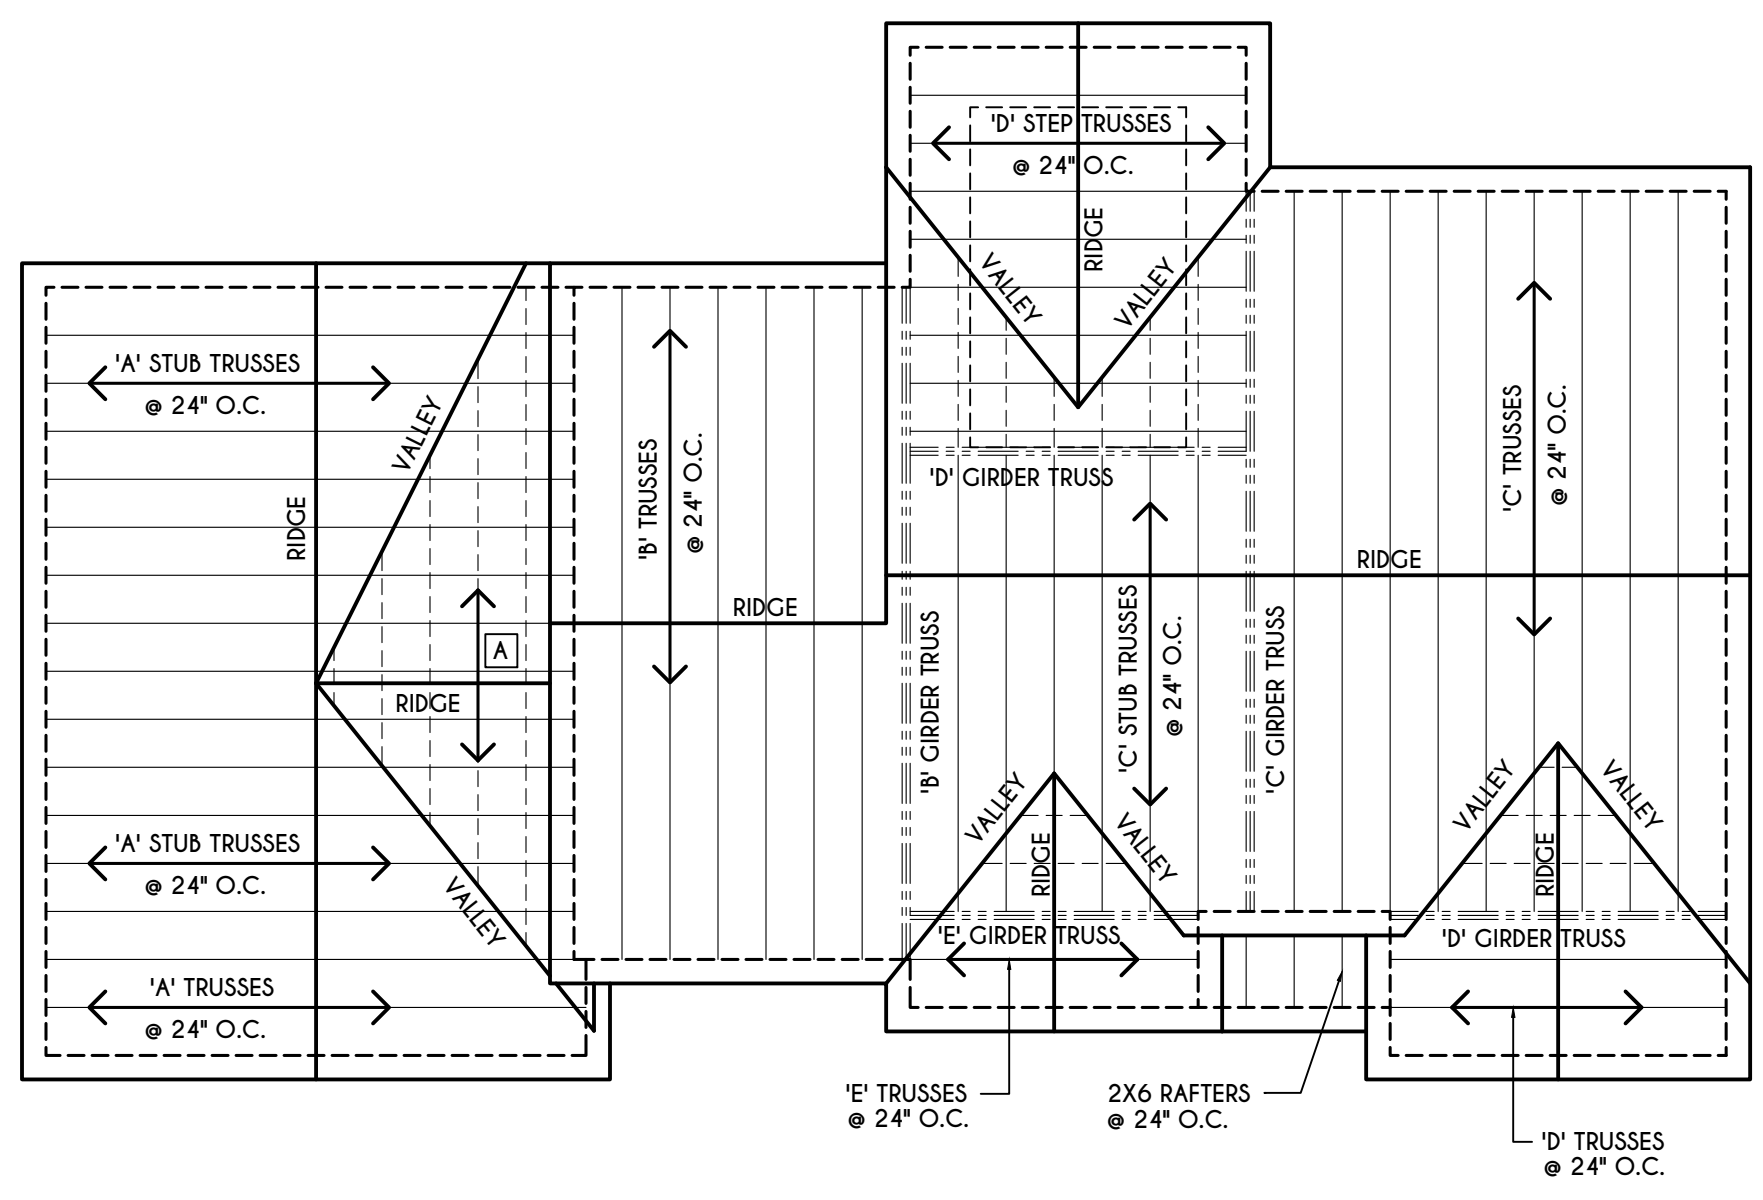 'D' STEP TRUSSES
@ 24" O.C.
RIDGE
VALLEY
VALLEY
'A' STUB TRUSSES
@ 24" O.C.
VALLEY
RIDGE
'B' TRUSSES
@ 24" O.C.
'D' GIRDER TRUSS
'C' TRUSSES
@ 24" O.C.
RIDGE
RIDGE
A
RIDGE
'B' GIRDER TRUSS
'C' STUB TRUSSES
@ 24" O.C.
'C' GIRDER TRUSS
'A' STUB TRUSSES
@ 24" O.C.
VALLEY
VALLEY
RIDGE
VALLEY
VALLEY
RIDGE
VALLEY
'E' GIRDER TRUSS
'D' GIRDER TRUSS
'A' TRUSSES
@ 24" O.C.
'E' TRUSSES
@ 24" O.C.
2X6 RAFTERS
@ 24" O.C.
'D' TRUSSES
@ 24" O.C.